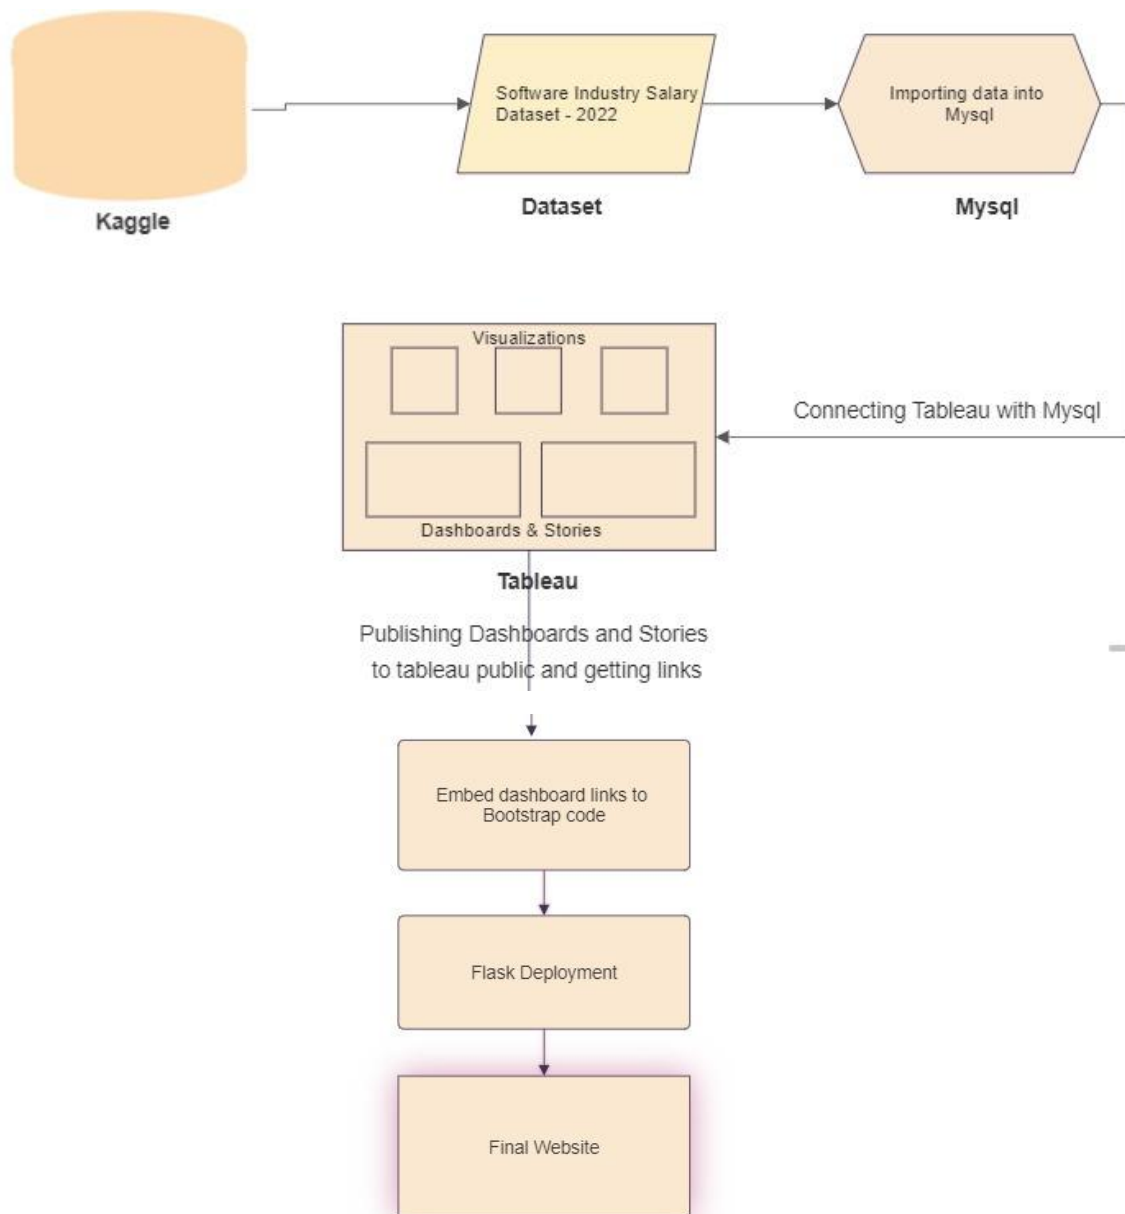 Software Industry Salary
Dataset - 2022
Importing data into
Mysql
Kaggle
Dataset
Mysql
Visualizations
Connecting Tableau with Mysql
Dashboards & Stories
Tableau
Publishing Dashboards and Stories
to tableau public and getting links
Embed dashboard links to
Bootstrap code
Flask Deployment
Final Website